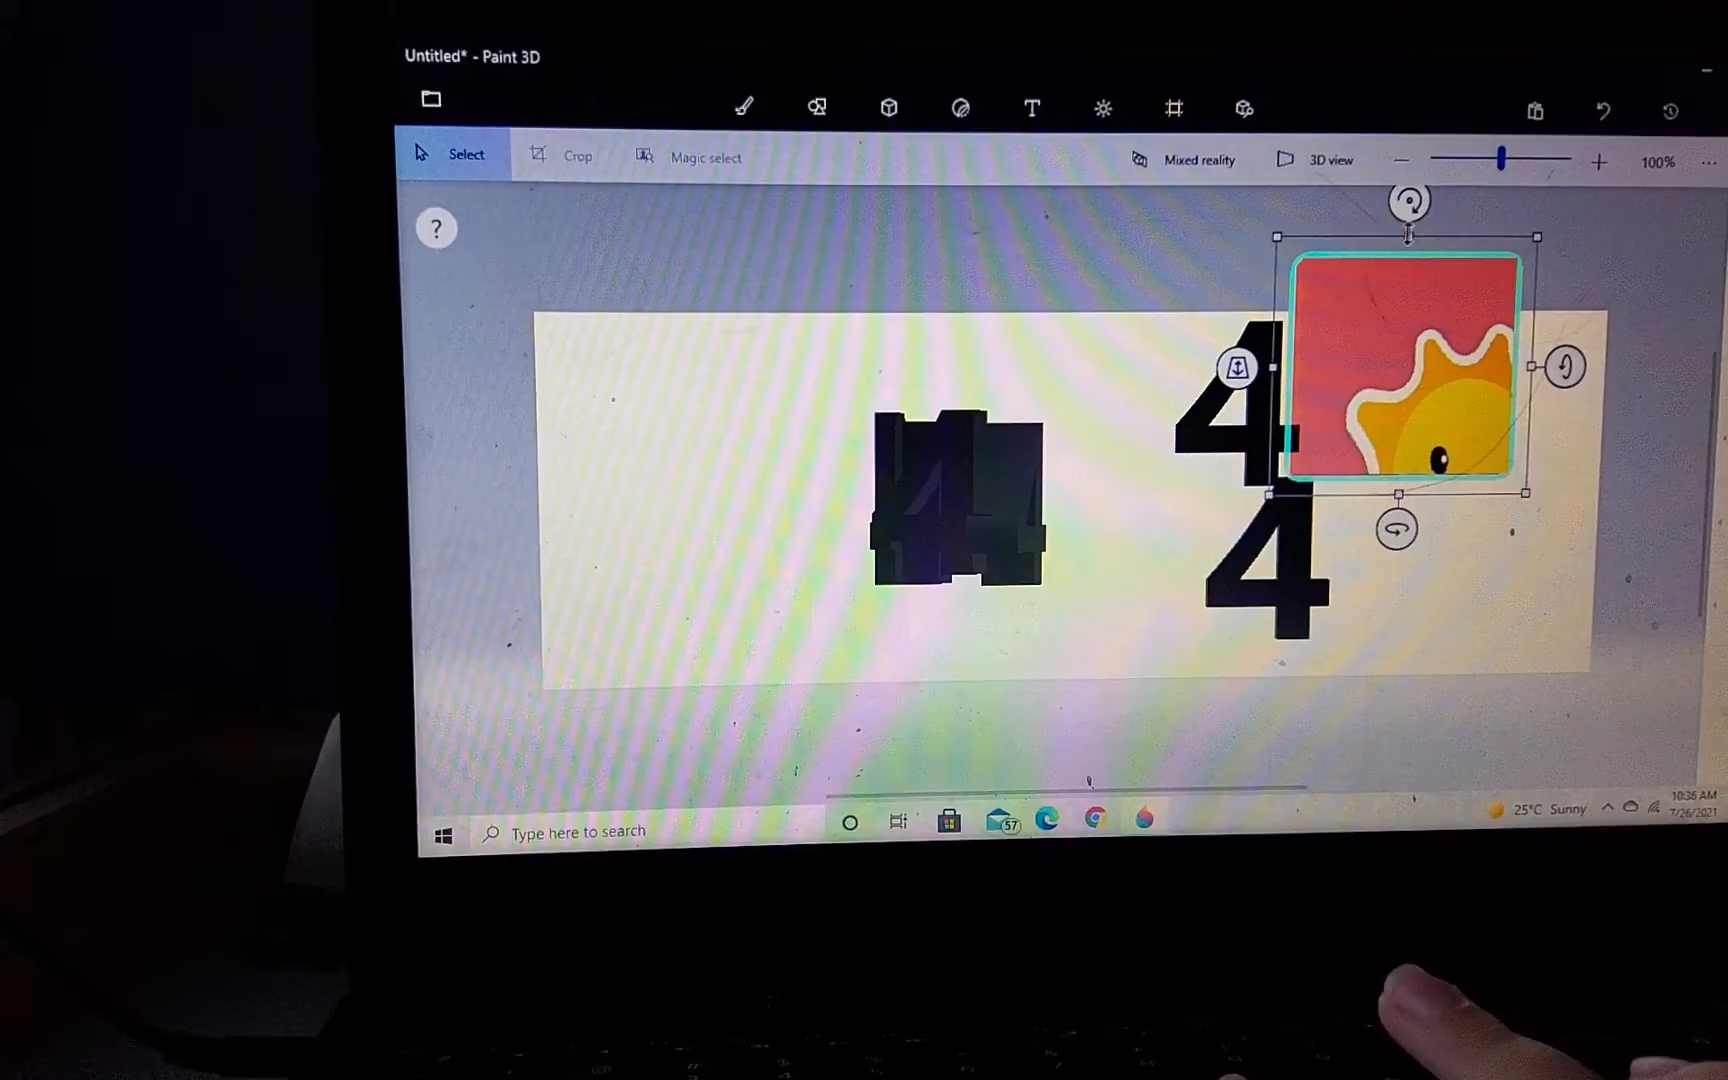 Untitled* - Paint 3D
Select
Crop
Magic select
Mixed reality
3D view
100%
?
4
4
4
Type here to search
57
25°C Sunny
10:36 AM
7/26/2021